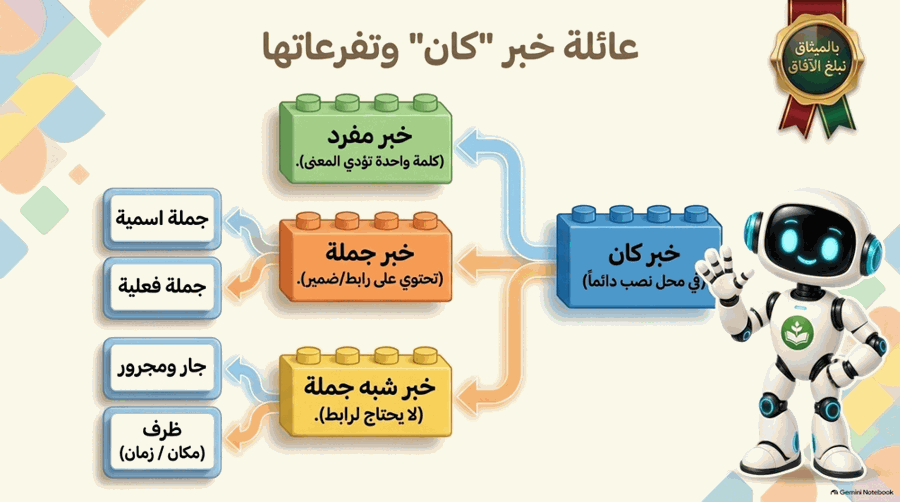 عائلة خبر "كان" وتفرعاتها
بالميثاق
نبلغ الآفاق
خبر كان
(في محل نصب دائماً)
خبر مفرد
(كلمة واحدة تؤدي المعنى).
خبر جملة
(تحتوي على رابط/ضمير).
جملة اسمية
جملة فعلية
خبر شبه جملة
(لا يحتاج لرابط).
جار ومجرور
ظرف
(مكان / زمان)
Gemini Notebook